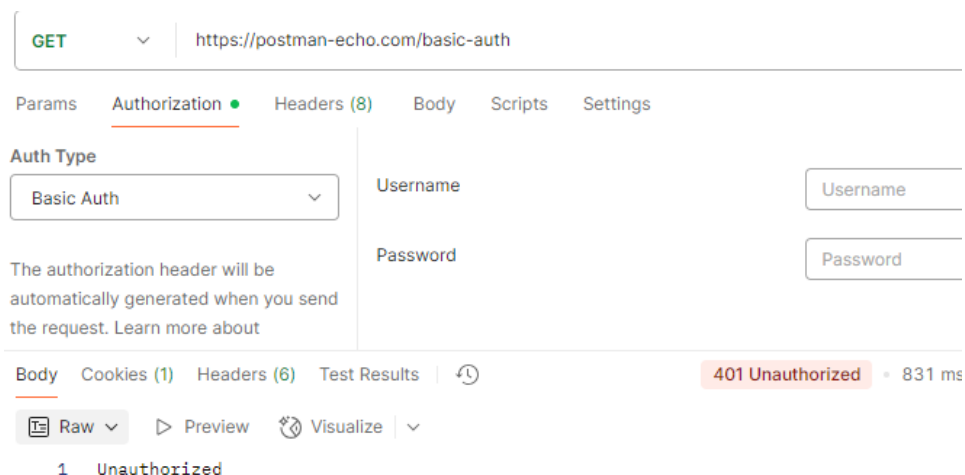 GET https://postman-echo.com/basic-auth
Params Authorization Headers (8) Body Scripts Settings
Auth Type
Basic Auth
Username Username
Password Password
The authorization header will be
automatically generated when you send
the request. Learn more about
Body Cookies (1) Headers (6) Test Results 401 Unauthorized 831 ms
Raw Preview Visualize
1 Unauthorized